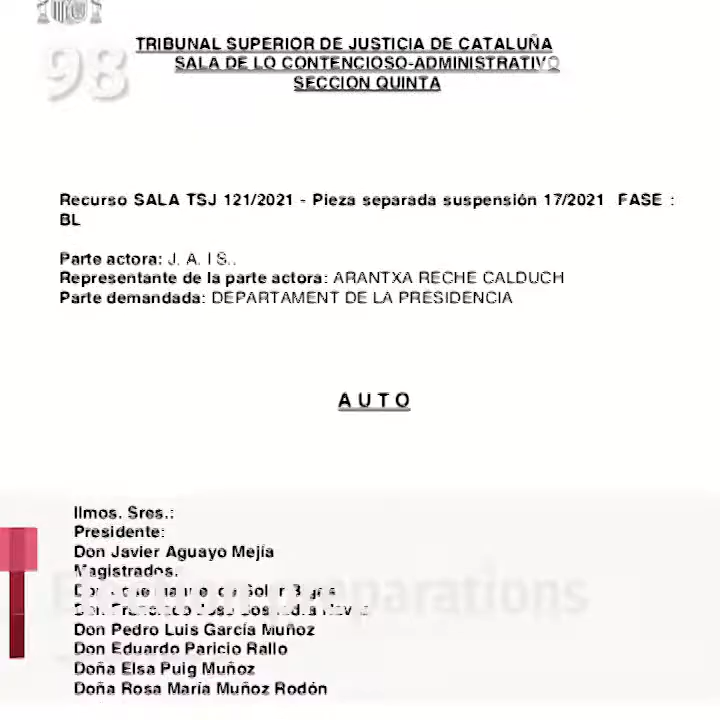 98
TRIBUNAL SUPERIOR DE JUSTICIA DE CATALUÑA
SALA DE LO CONTENCIOSO-ADMINISTRATIVO
SECCION QUINTA
Recurso SALA TSJ 121/2021 - Pieza separada suspensión 17/2021 FASE :
BL
Parte actora: J. A. I S..
Representante de la parte actora: ARANTXA RECHE CALDUCH
Parte demandada: DEPARTAMENT DE LA PRESIDENCIA
A U T O
Ilmos. Sres.:
Presidente:
Don Javier Aguayo Mejía
Magistrados.
Don
Don
Don Pedro Luis García Muñoz
Don Eduardo Paricio Rallo
Doña Elsa Puig Muñoz
Doña Rosa María Muñoz Rodón